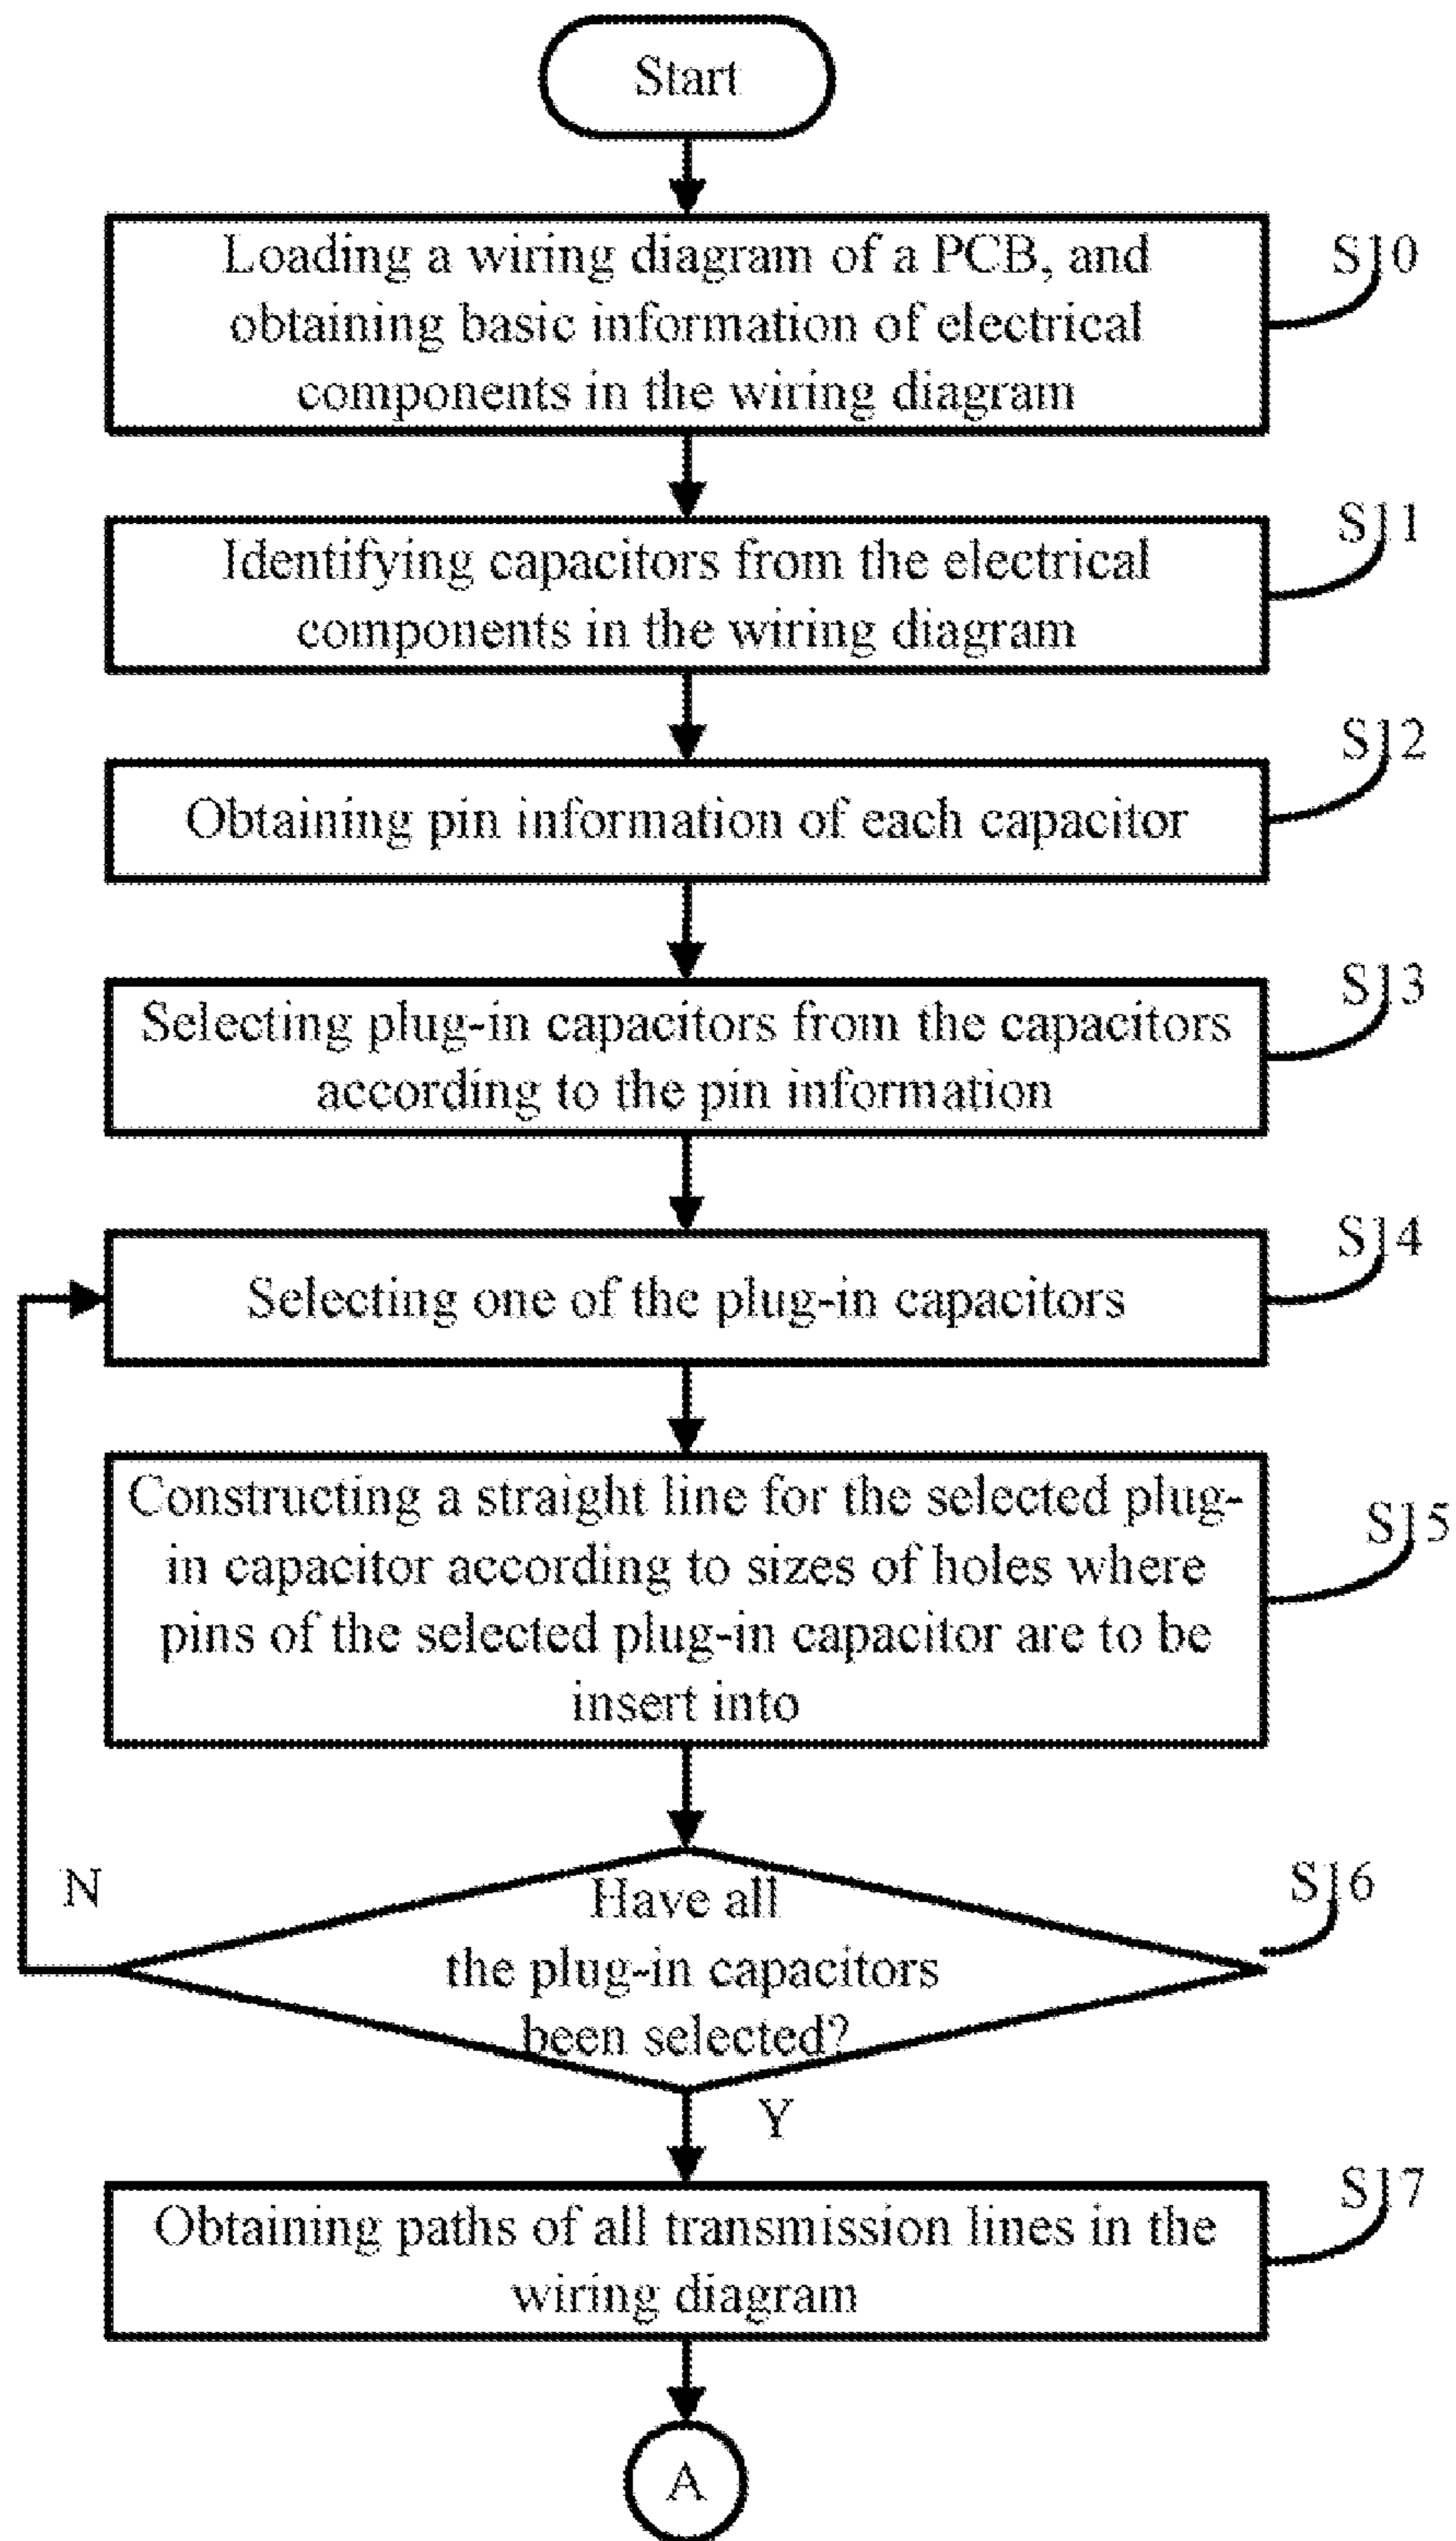 Start
Loading a wiring diagram of a PCB, and
obtaining basic information of electrical
components in the wiring diagram
S10
Identifying capacitors from the electrical
components in the wiring diagram
S11
Obtaining pin information of each capacitor
S12
Selecting plug-in capacitors from the capacitors
according to the pin information
S13
Selecting one of the plug-in capacitors
S14
Constructing a straight line for the selected plug-
in capacitor according to sizes of holes where
pins of the selected plug-in capacitor are to be
insert into
S15
Have all
the plug-in capacitors
been selected?
S16
N
Y
Obtaining paths of all transmission lines in the
wiring diagram
S17
A